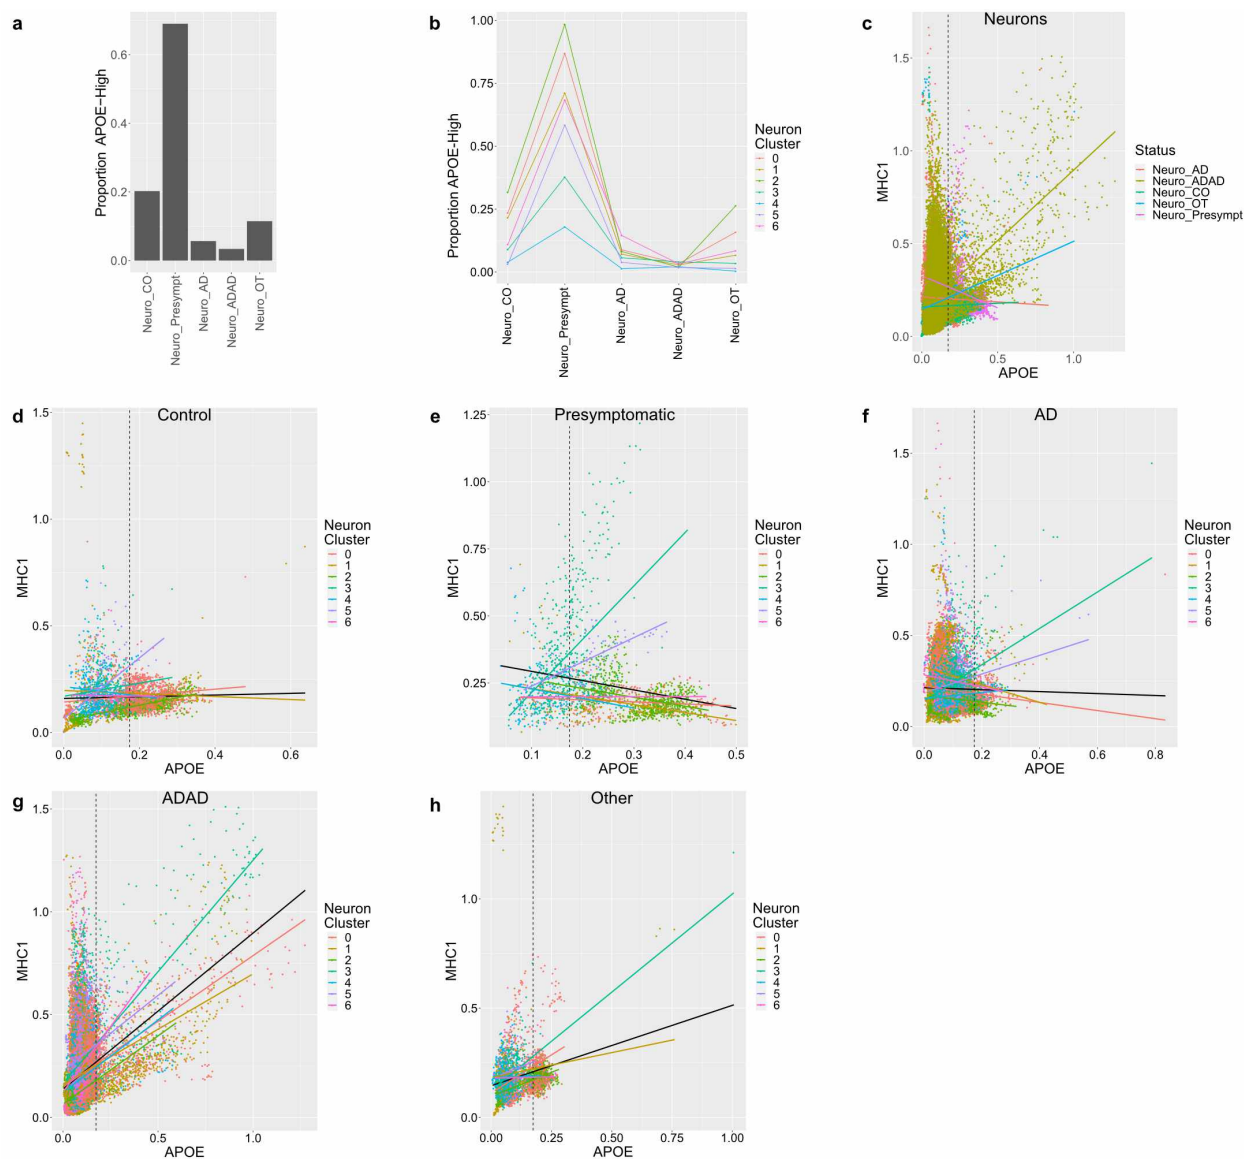 a
Proportion APOE-High
0.6
0.4
0.2
0.0
Neuro_CO
Neuro_Presympt
Neuro_AD
Neuro_ADAD
Neuro_OT
b
Proportion APOE-High
1.00
0.75
0.50
0.25
0.00
Neuro_CO
Neuro_Presympt
Neuro_AD
Neuro_ADAD
Neuro_OT
Neuron
Cluster
0
1
2
3
4
5
6
c
Neurons
MHC1
1.5
1.0
0.5
0.0
0.0 0.5 1.0
APOE
Status
Neuro_AD
Neuro_ADAD
Neuro_CO
Neuro_OT
Neuro_Presympt
d
Control
MHC1
1.5
1.0
0.5
0.0
0.0 0.2 0.4 0.6
APOE
Neuron
Cluster
0
1
2
3
4
5
6
e
Presymptomatic
MHC1
1.25
1.00
0.75
0.50
0.25
0.1 0.2 0.3 0.4 0.5
APOE
Neuron
Cluster
0
1
2
3
4
5
6
f
AD
MHC1
1.5
1.0
0.5
0.0
0.0 0.2 0.4 0.6 0.8
APOE
Neuron
Cluster
0
1
2
3
4
5
6
g
ADAD
MHC1
1.5
1.0
0.5
0.0
0.0 0.5 1.0
APOE
Neuron
Cluster
0
1
2
3
4
5
6
h
Other
MHC1
1.0
0.5
0.0
0.00 0.25 0.50 0.75 1.00
APOE
Neuron
Cluster
0
1
2
3
4
5
6